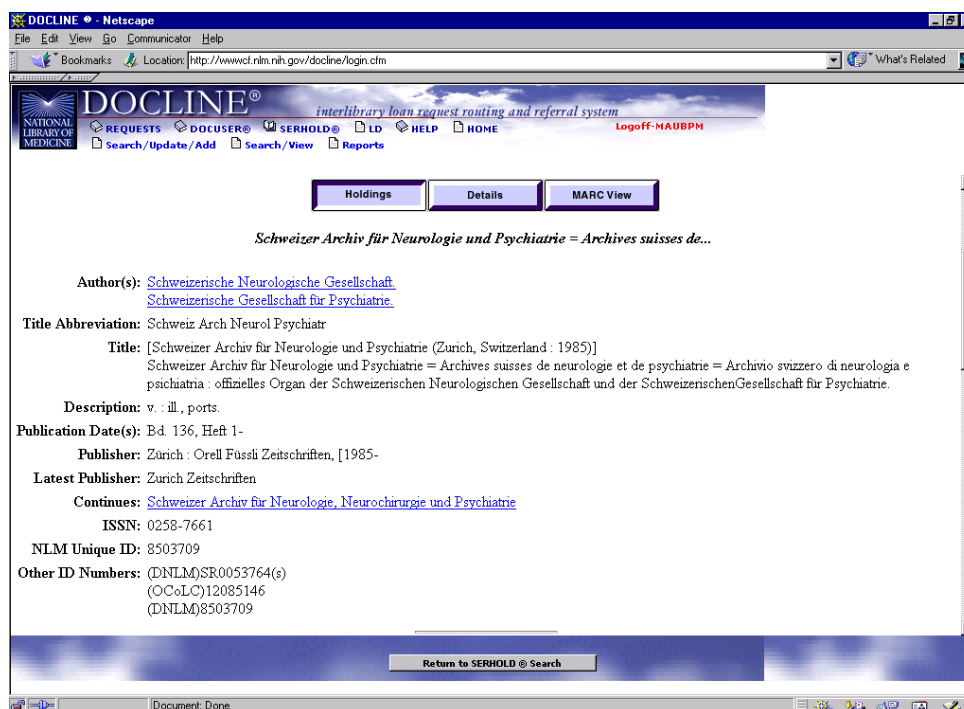 DOCLINE ® - Netscape
File Edit View Go Communicator Help
Bookmarks Location: http://wwwcf.nlm.nih.gov/docline/login.cfm What's Related
NATIONAL LIBRARY OF MEDICINE
DOCLINE®
interlibrary loan request routing and referral system
REQUESTS DOCUSER® SERHOLD® LD HELP HOME Logoff-MAUBPM
Search/Update/Add Search/View Reports
Holdings Details MARC View
Schweizer Archiv für Neurologie und Psychiatrie = Archives suisses de...
Author(s): Schweizerische Neurologische Gesellschaft.
Schweizerische Gesellschaft für Psychiatrie.
Title Abbreviation: Schweiz Arch Neurol Psychiatr
Title: [Schweizer Archiv für Neurologie und Psychiatrie (Zurich, Switzerland : 1985)]
Schweizer Archiv für Neurologie und Psychiatrie = Archives suisses de neurologie et de psychiatrie = Archivio svizzero di neurologia e
psichiatria : offizielles Organ der Schweizerischen Neurologischen Gesellschaft und der SchweizerischenGesellschaft für Psychiatrie.
Description: v. : ill., ports.
Publication Date(s): Bd. 136, Heft 1-
Publisher: Zürich : Orell Füssli Zeitschriften, [1985-
Latest Publisher: Zurich Zeitschriften
Continues: Schweizer Archiv für Neurologie, Neurochirurgie und Psychiatrie
ISSN: 0258-7661
NLM Unique ID: 8503709
Other ID Numbers: (DNLM)SR0053764(s)
(OCoLC)12085146
(DNLM)8503709
Return to SERHOLD ® Search
Document: Done